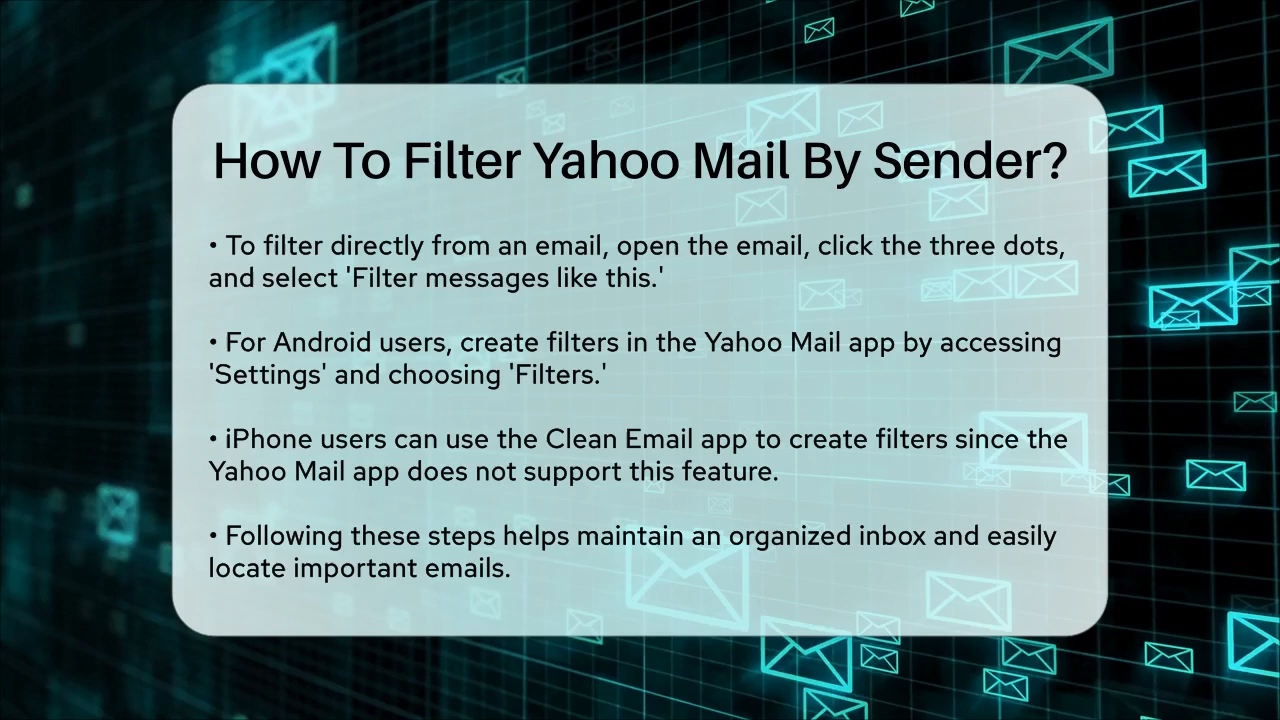 How To Filter Yahoo Mail By Sender?
• To filter directly from an email, open the email, click the three dots,
and select 'Filter messages like this.'
• For Android users, create filters in the Yahoo Mail app by accessing
'Settings' and choosing 'Filters.'
• iPhone users can use the Clean Email app to create filters since the
Yahoo Mail app does not support this feature.
• Following these steps helps maintain an organized inbox and easily
locate important emails.